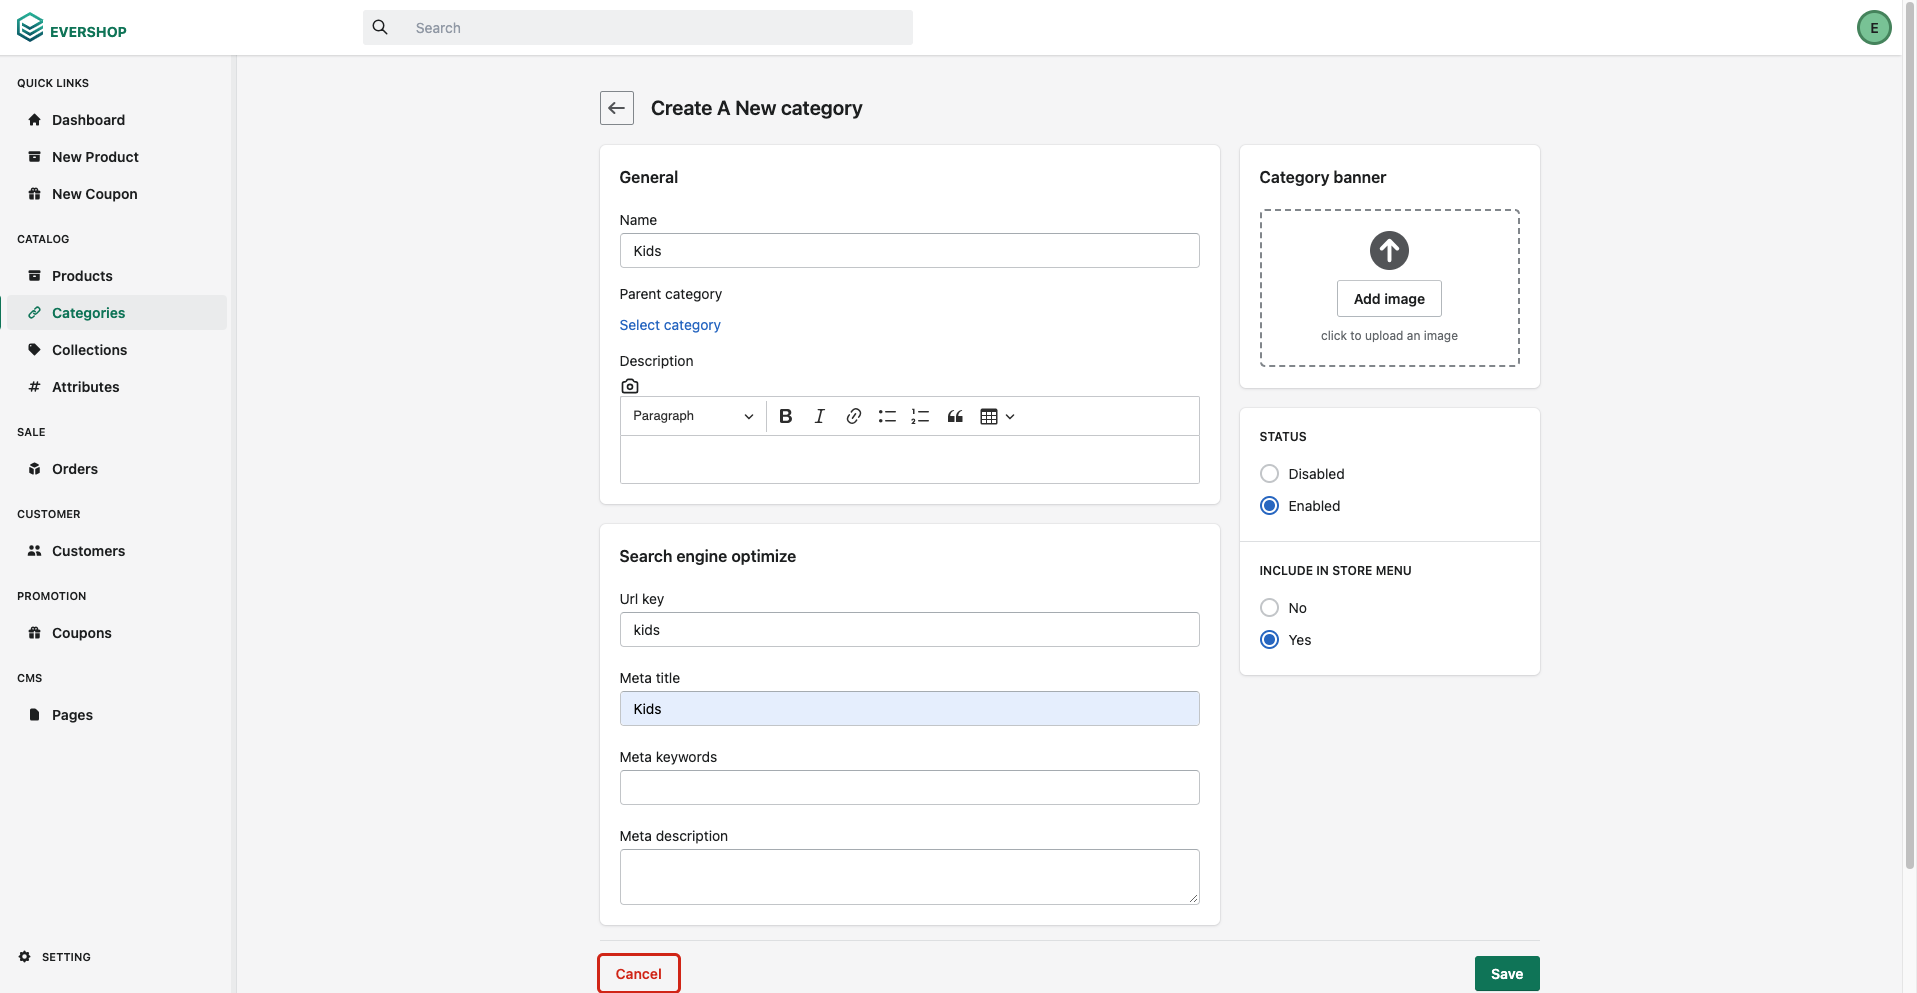 EVERSHOP
Search
E
QUICK LINKS
Dashboard
New Product
New Coupon
CATALOG
Products
Categories
Collections
Attributes
SALE
Orders
CUSTOMER
Customers
PROMOTION
Coupons
CMS
Pages
SETTING
Create A New category
General
Name
Kids
Parent category
Select category
Description
Paragraph
Search engine optimize
Url key
kids
Meta title
Kids
Meta keywords
Meta description
Category banner
Add image
click to upload an image
STATUS
Disabled
Enabled
INCLUDE IN STORE MENU
No
Yes
Cancel
Save